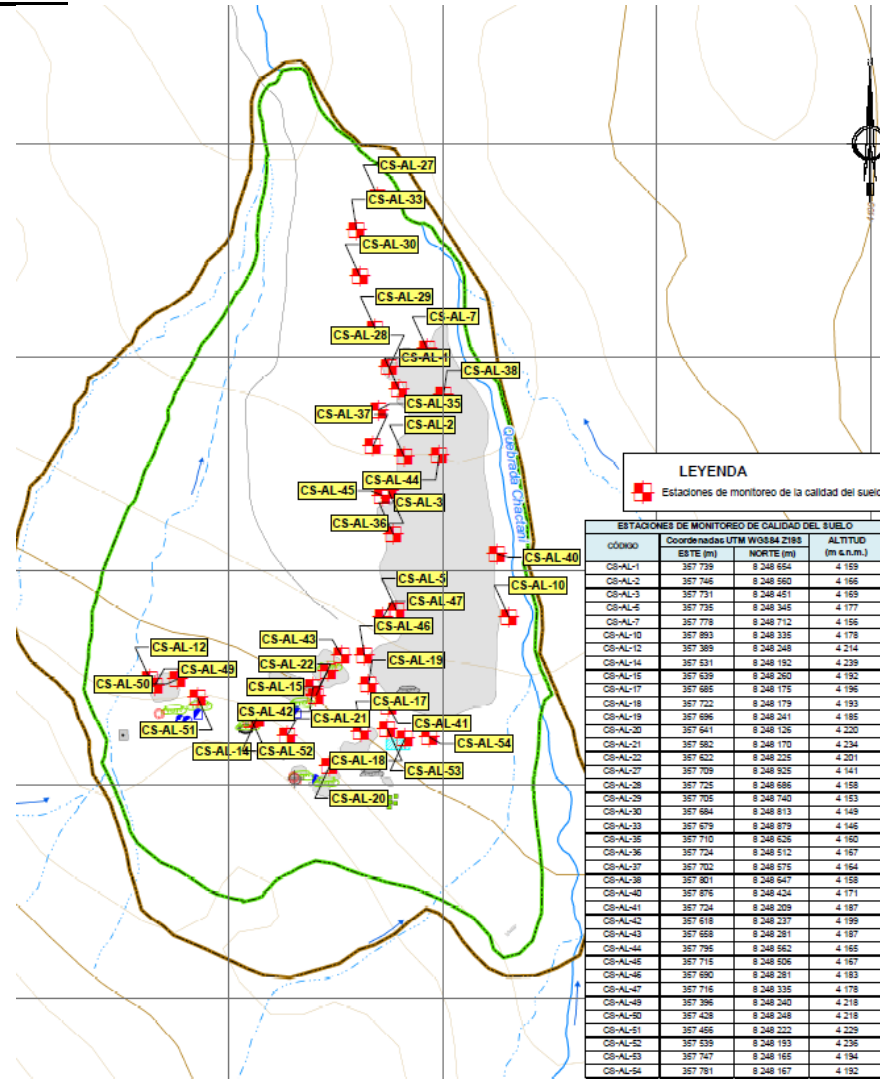 CS-AL-27
CS-AL-33
CS-AL-30
CS-AL-29
CS-AL-7
CS-AL-28
CS-AL-1
CS-AL-38
CS-AL-35
CS-AL-37
CS-AL-2
Quebrada Chactani
CS-AL-44
CS-AL-45
CS-AL-3
CS-AL-36
CS-AL-40
CS-AL-5
CS-AL-10
CS-AL-47
CS-AL-46
CS-AL-43
CS-AL-12
CS-AL-22
CS-AL-19
CS-AL-49
CS-AL-50
CS-AL-15
CS-AL-17
CS-AL-42
CS-AL-21
CS-AL-41
CS-AL-51
CS-AL-14
CS-AL-52
CS-AL-54
CS-AL-18
CS-AL-53
CS-AL-20
LEYENDA
Estaciones de monitoreo de la calidad del suelo
ESTACIONES DE MONITOREO DE CALIDAD DEL SUELO
CÓDIGO Coordenadas UTM WGS84 Z19S ALTITUD
ESTE (m) NORTE (m) (m s.n.m.)
CS-AL-1 357 739 8 248 654 4 159
CS-AL-2 357 746 8 248 560 4 166
CS-AL-3 357 731 8 248 451 4 169
CS-AL-5 357 735 8 248 345 4 177
CS-AL-7 357 778 8 248 712 4 156
CS-AL-10 357 893 8 248 335 4 178
CS-AL-12 357 389 8 248 248 4 214
CS-AL-14 357 531 8 248 192 4 239
CS-AL-15 357 639 8 248 260 4 192
CS-AL-17 357 685 8 248 175 4 196
CS-AL-18 357 722 8 248 179 4 193
CS-AL-19 357 696 8 248 241 4 185
CS-AL-20 357 641 8 248 126 4 220
CS-AL-21 357 582 8 248 170 4 234
CS-AL-22 357 622 8 248 225 4 201
CS-AL-27 357 709 8 248 925 4 141
CS-AL-28 357 725 8 248 686 4 158
CS-AL-29 357 705 8 248 740 4 153
CS-AL-30 357 684 8 248 813 4 149
CS-AL-33 357 679 8 248 879 4 146
CS-AL-35 357 710 8 248 626 4 160
CS-AL-36 357 724 8 248 512 4 167
CS-AL-37 357 702 8 248 575 4 164
CS-AL-38 357 801 8 248 647 4 158
CS-AL-40 357 876 8 248 424 4 171
CS-AL-41 357 724 8 248 209 4 187
CS-AL-42 357 618 8 248 237 4 199
CS-AL-43 357 658 8 248 281 4 187
CS-AL-44 357 795 8 248 562 4 165
CS-AL-45 357 715 8 248 506 4 167
CS-AL-46 357 690 8 248 281 4 183
CS-AL-47 357 716 8 248 335 4 178
CS-AL-49 357 396 8 248 240 4 218
CS-AL-50 357 428 8 248 248 4 218
CS-AL-51 357 456 8 248 222 4 229
CS-AL-52 357 539 8 248 193 4 236
CS-AL-53 357 747 8 248 165 4 194
CS-AL-54 357 781 8 248 167 4 192